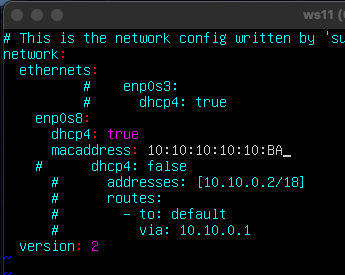 ws11 (
# This is the network config written by 'su
network:
  ethernets:
          #    enp0s3:
          #      dhcp4: true
    enp0s8:
      dhcp4: true
      macaddress: 10:10:10:10:10:BA_
    #      dhcp4: false
      #      addresses: [10.10.0.2/18]
      #      routes:
      #        - to: default
      #          via: 10.10.0.1
  version: 2
~
~